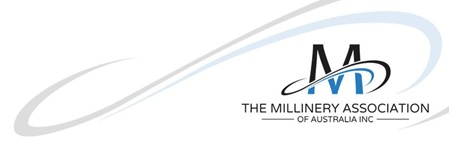 M
THE MILLINERY ASSOCIATION
OF AUSTRALIA INC